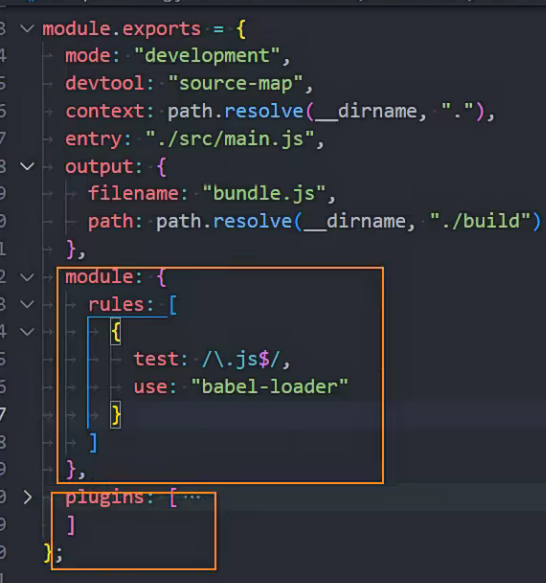 3 module.exports = {
4 mode: "development",
5 devtool: "source-map",
6 context: path.resolve(__dirname, "."),
7 entry: "./src/main.js",
8 output: {
9 filename: "bundle.js",
0 path: path.resolve(__dirname, "./build")
1 },
2 module: {
3 rules: [
4 {
5 test: /\.js$/,
6 use: "babel-loader"
7 }
8 ]
9 },
0 plugins: [ ···
9 ]
0 };